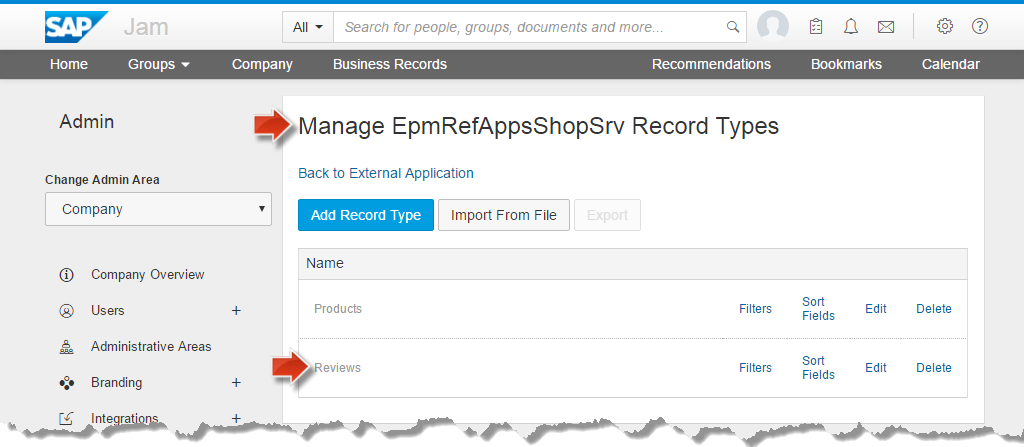 SAP Jam
All
Search for people, groups, documents and more...
Home Groups Company Business Records Recommendations Bookmarks Calendar
Admin
Change Admin Area
Company
Company Overview
Users +
Administrative Areas
Branding +
Integrations +
Manage EpmRefAppsShopSrv Record Types
Back to External Application
Add Record Type Import From File Export
Name
Products Filters Sort Fields Edit Delete
Reviews Filters Sort Fields Edit Delete